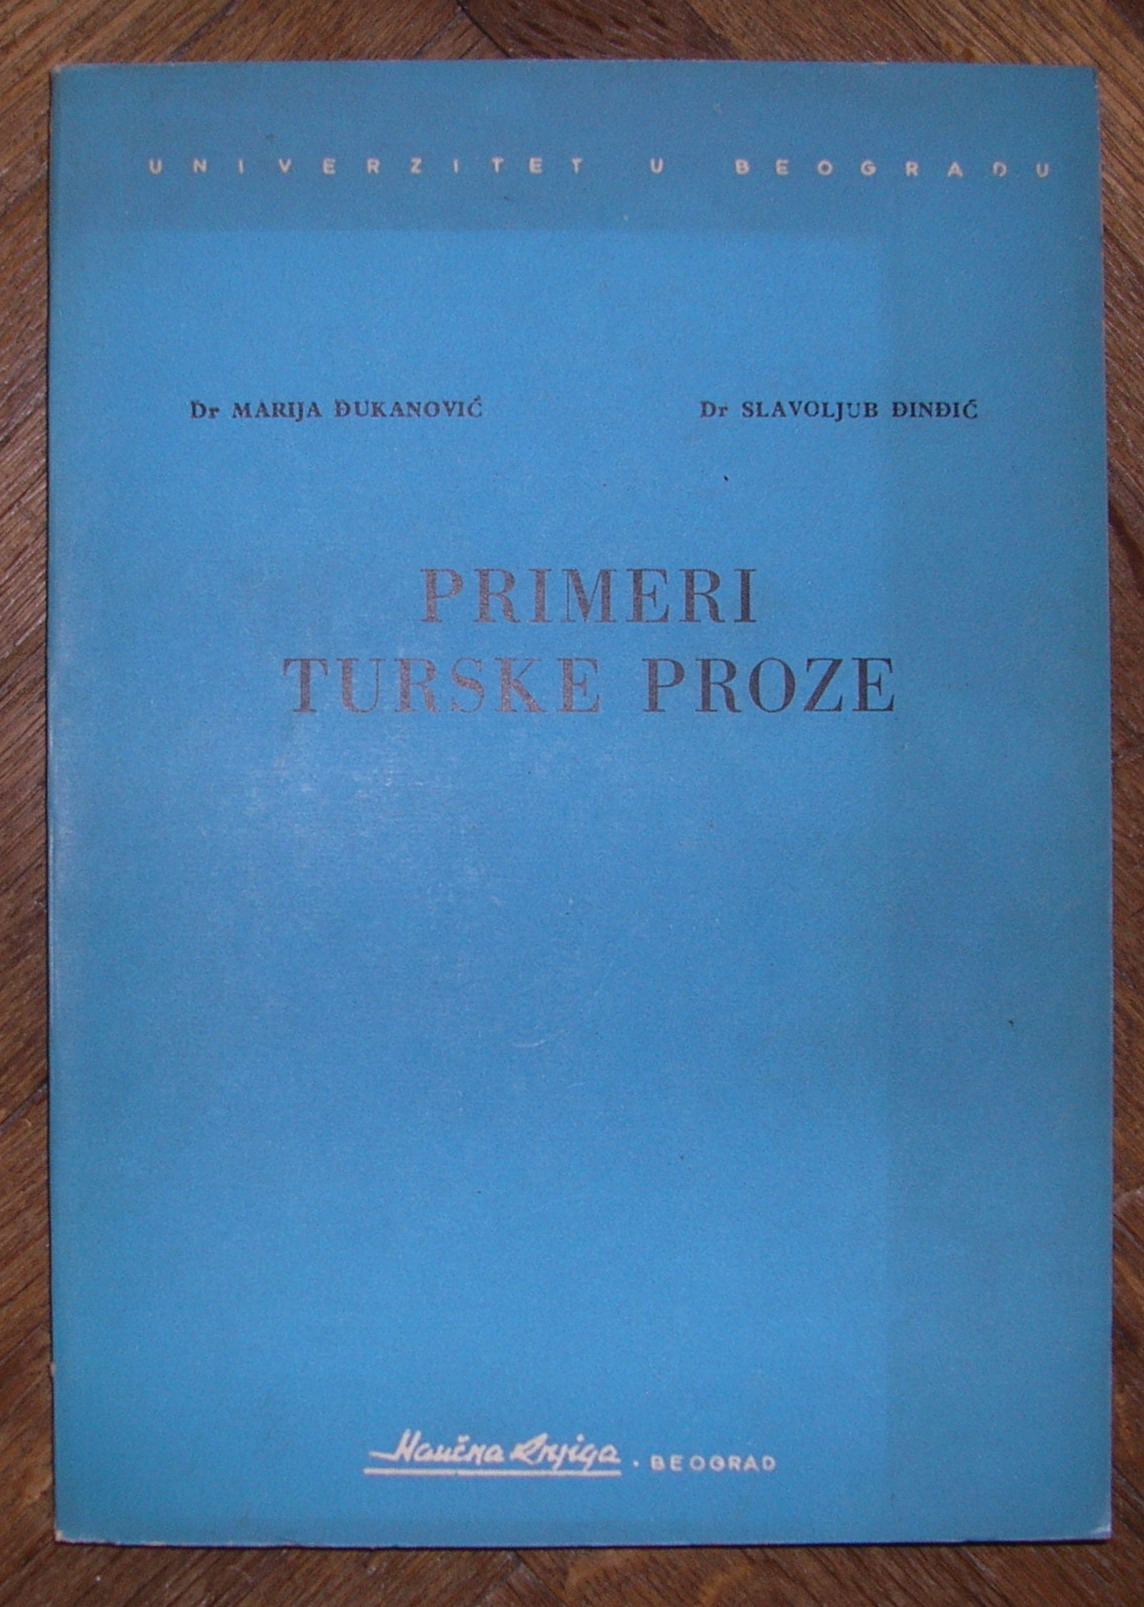 UNIVERZITET U BEOGRADU
Dr MARIJA ĐUKANOVIĆ Dr SLAVOLJUB ĐINĐIĆ
PRIMERI
TURSKE PROZE
Naučna Knjiga • BEOGRAD